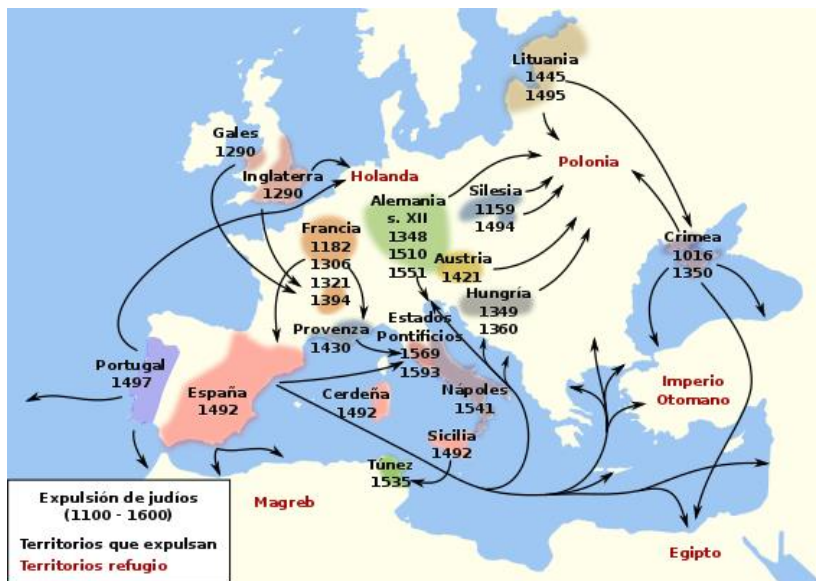 Lituania
1445
1495
Gales
1290
Inglaterra
1290
Holanda
Polonia
Alemania
s. XII
1348
1510
1551
Silesia
1159
1494
Francia
1182
1306
1321
1394
Austria
1421
Crimea
1016
1350
Hungría
1349
1360
Provenza
1430
Estados
Pontificios
1569
1593
Portugal
1497
España
1492
Cerdeña
1492
Nápoles
1541
Imperio
Otomano
Sicilia
1492
Túnez
1535
Magreb
Egipto
Expulsión de judíos
(1100 - 1600)
Territorios que expulsan
Territorios refugio